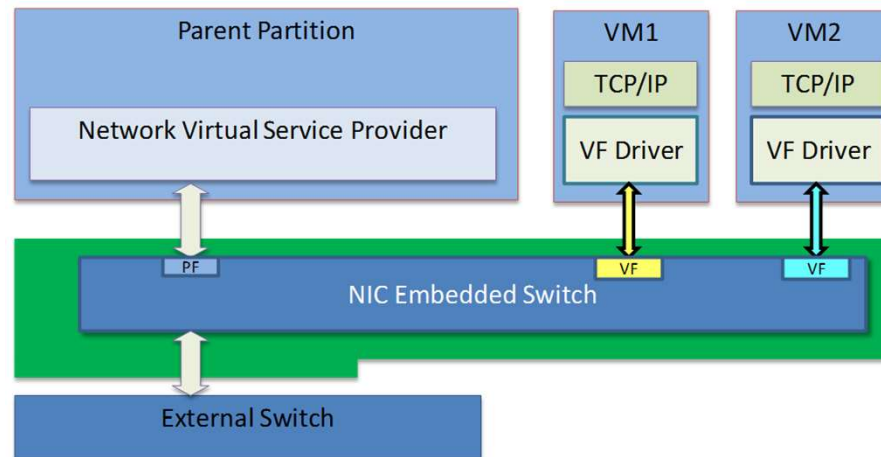 Parent Partition
Network Virtual Service Provider
VM1
TCP/IP
VF Driver
VM2
TCP/IP
VF Driver
PF
VF
VF
NIC Embedded Switch
External Switch